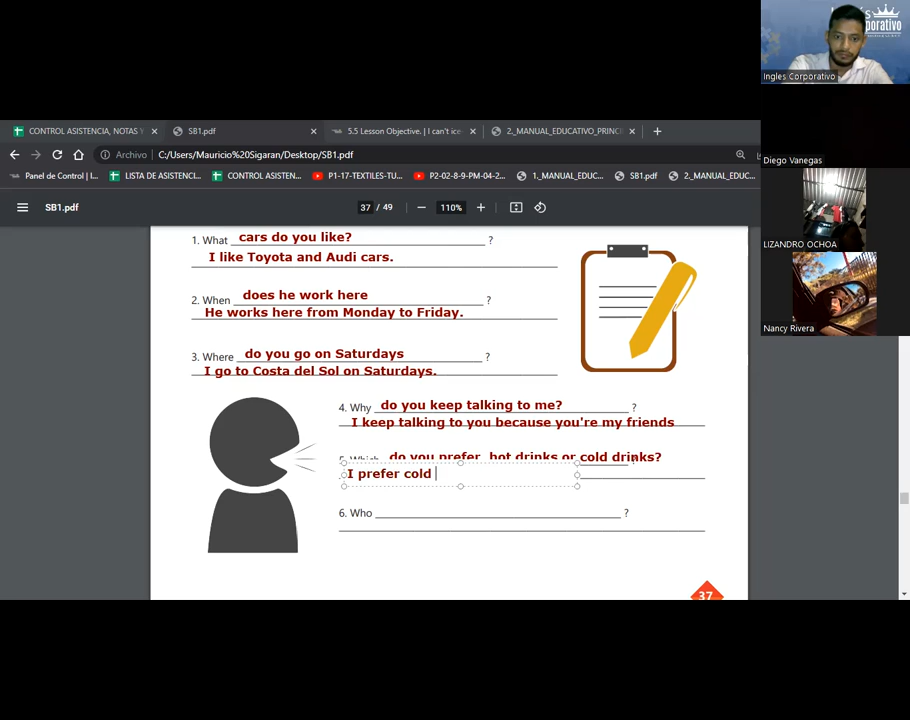 Ingles Corporativo
Diego Vanegas
LIZANDRO OCHOA
Nancy Rivera
CONTROL ASISTENCIA, NOTAS Y
SB1.pdf
5.5 Lesson Objective. | I can't ice-
2._MANUAL_EDUCATIVO_PRINCI
Archivo
C:/Users/Mauricio%20Sigaran/Desktop/SB1.pdf
Panel de Control | I...
LISTA DE ASISTENCI...
CONTROL ASISTEN...
P1-17-TEXTILES-TU...
P2-02-8-9-PM-04-2...
1._MANUAL_EDUC...
SB1.pdf
2._MANUAL_EDUC...
SB1.pdf
37 / 49
110%
1. What cars do you like? ?
I like Toyota and Audi cars.
2. When does he work here ?
He works here from Monday to Friday.
3. Where do you go on Saturdays ?
I go to Costa del Sol on Saturdays.
4. Why do you keep talking to me? ?
I keep talking to you because you're my friends
5. Which do you prefer, hot drinks or cold drinks?
I prefer cold
6. Who ?
37